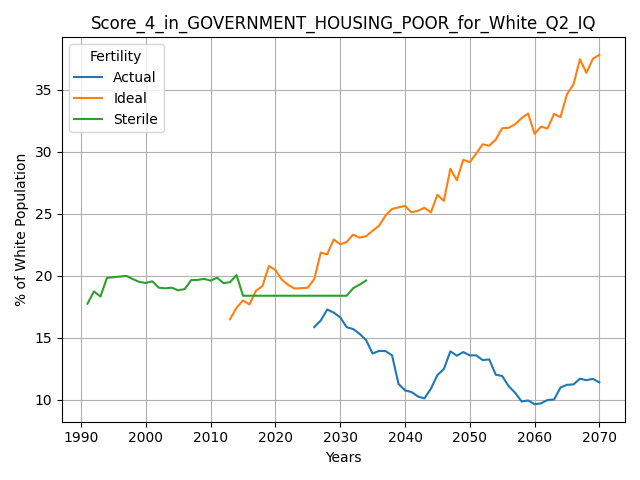 Score_4_in_GOVERNMENT_HOUSING_POOR_for_White_Q2_IQ
Fertility
Actual
Ideal
Sterile
% of White Population
35
30
25
20
15
10
1990 2000 2010 2020 2030 2040 2050 2060 2070
Years